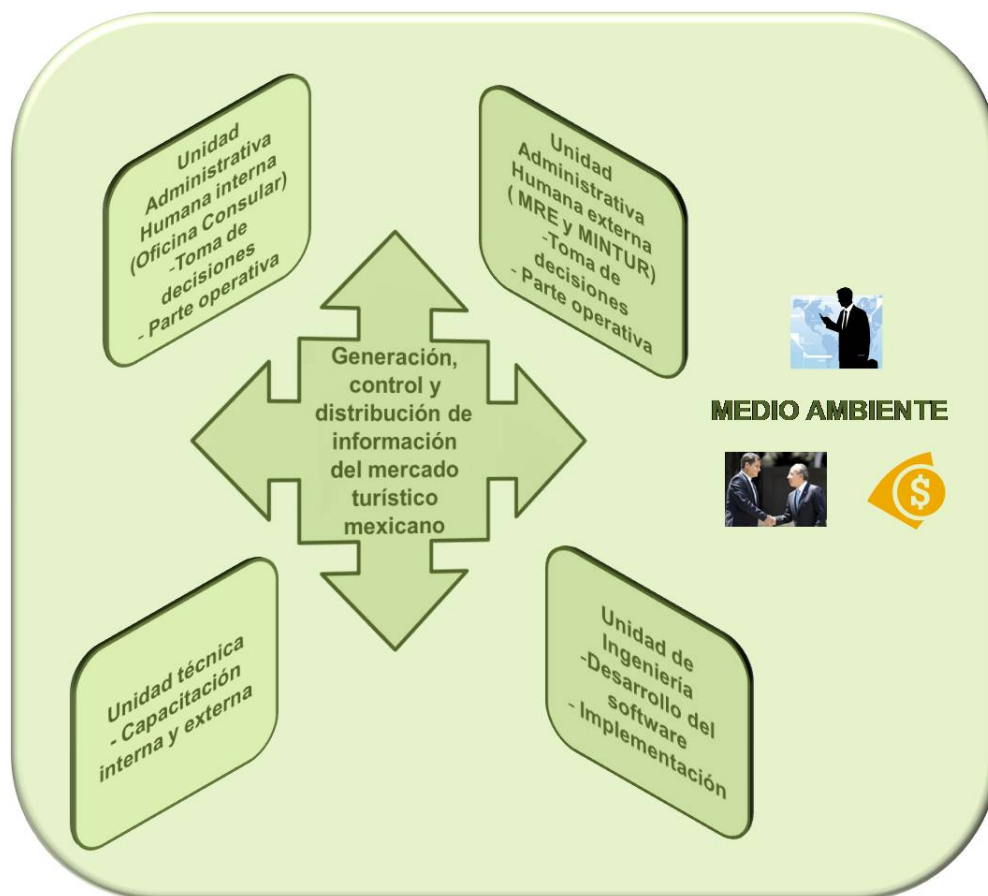 Unidad
Administrativa
Humana interna
(Oficina Consular)
-Toma de
decisiones
- Parte operativa
Unidad
Administrativa
Humana externa
( MRE y MINTUR)
-Toma de
decisiones
- Parte operativa
Generación,
control y
distribución de
información
del mercado
turístico
mexicano
MEDIO AMBIENTE
$
Unidad técnica
- Capacitación
interna y externa
Unidad de
Ingeniería
-Desarrollo del
software
- Implementación